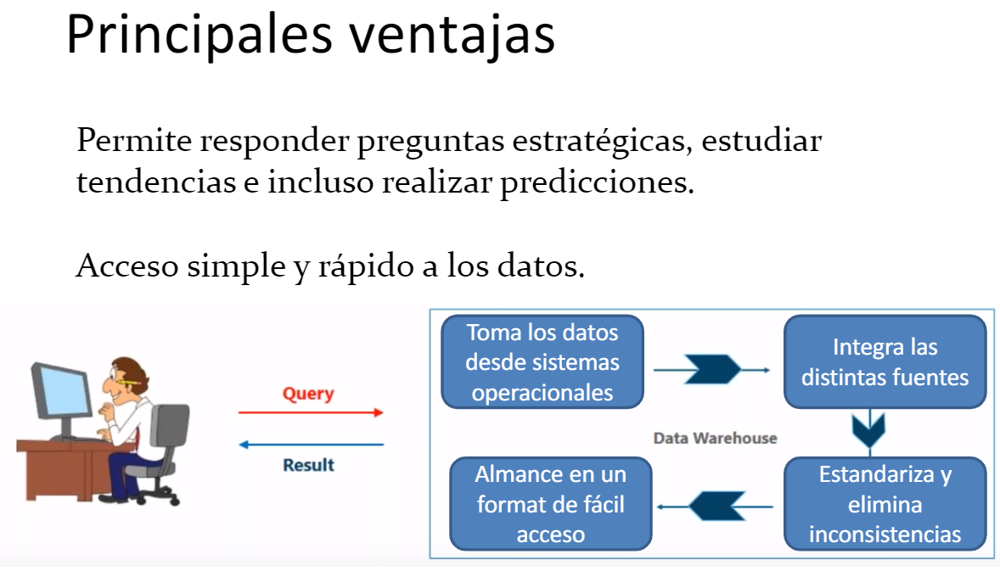 Principales ventajas
Permite responder preguntas estratégicas, estudiar
tendencias e incluso realizar predicciones.
Acceso simple y rápido a los datos.
Query
Result
Toma los datos
desde sistemas
operacionales
Integra las
distintas fuentes
Data Warehouse
Estandariza y
elimina
inconsistencias
Almance en un
format de fácil
acceso